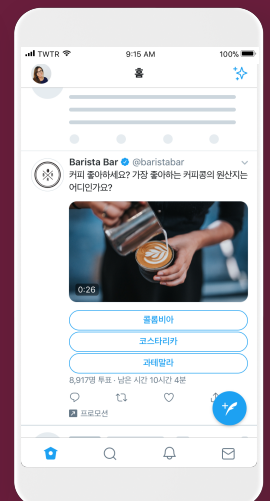 TWTR 9:15 AM 100%
Barista Bar @baristabar
커피 좋아하세요? 가장 좋아하는 커피콩의 원산지는
어디인가요?
0:26
콜롬비아
코스타리카
과테말라
8,917명 투표 · 남은 시간 10시간 4분
프로모션